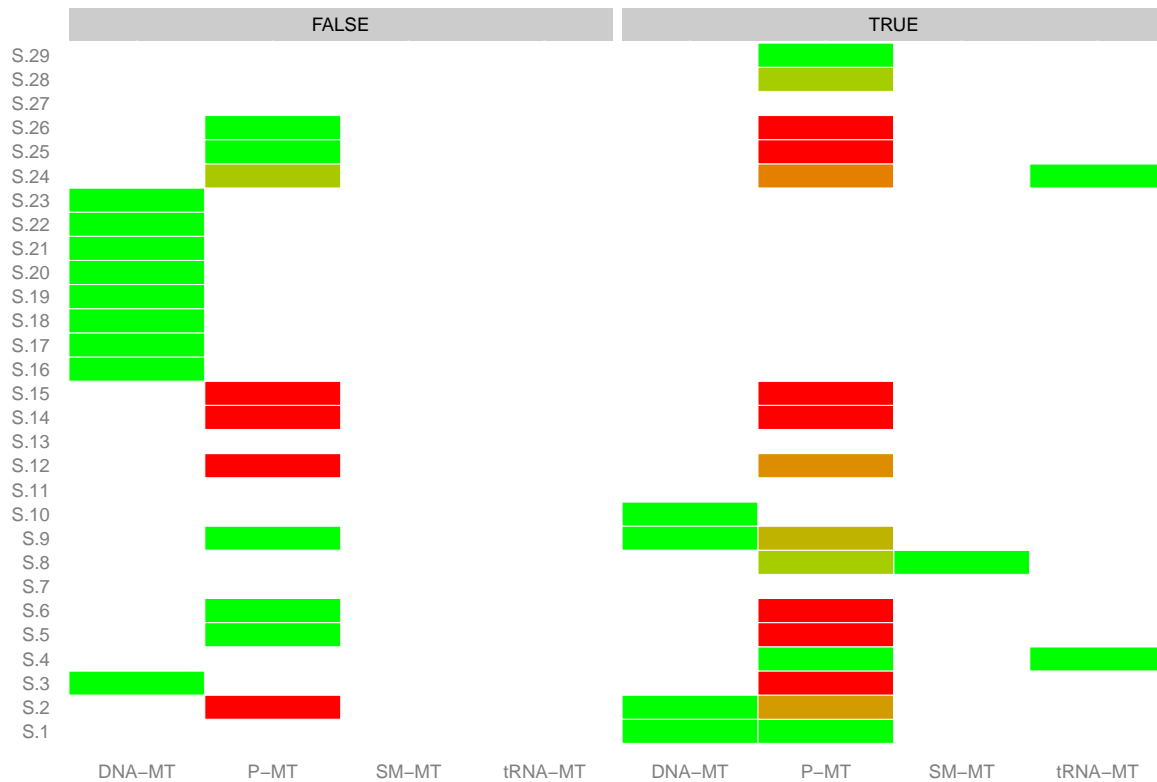 FALSE TRUE
S.29
S.28
S.27
S.26
S.25
S.24
S.23
S.22
S.21
S.20
S.19
S.18
S.17
S.16
S.15
S.14
S.13
S.12
S.11
S.10
S.9
S.8
S.7
S.6
S.5
S.4
S.3
S.2
S.1
DNA−MT P−MT SM−MT tRNA−MT DNA−MT P−MT SM−MT tRNA−MT